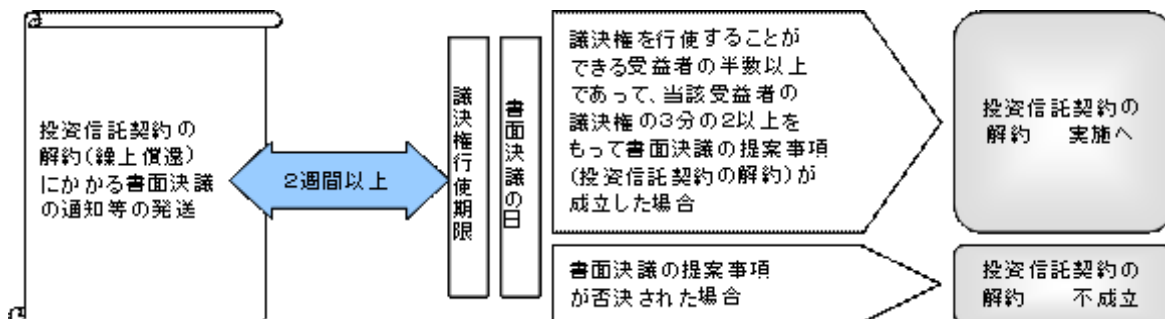 投資信託契約の
解約(繰上償還)
にかかる書面決議
の通知等の発送
2週間以上
議決権行使期限
書面決議の日
議決権を行使することが
できる受益者の半数以上
であって、当該受益者の
議決権の3分の2以上を
もって書面決議の提案事項
(投資信託契約の解約)が
成立した場合
投資信託契約の
解約　実施へ
書面決議の提案事項
が否決された場合
投資信託契約の
解約　不成立